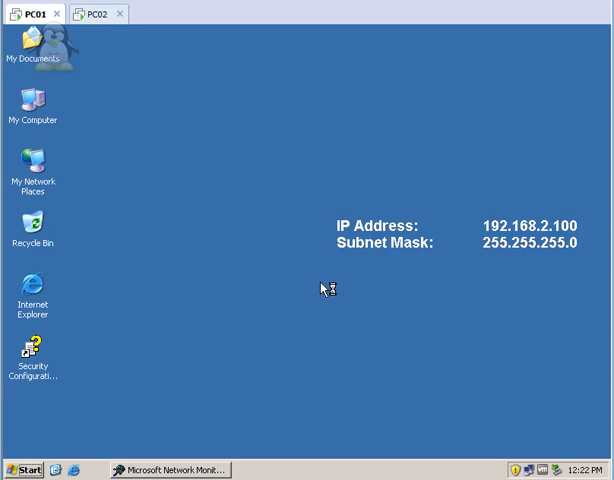 PC01
PC02
My Documents
My Computer
My Network
Places
Recycle Bin
Internet
Explorer
Security
Configurati...
IP Address: 192.168.2.100
Subnet Mask: 255.255.255.0
Start
Microsoft Network Monit...
12:22 PM